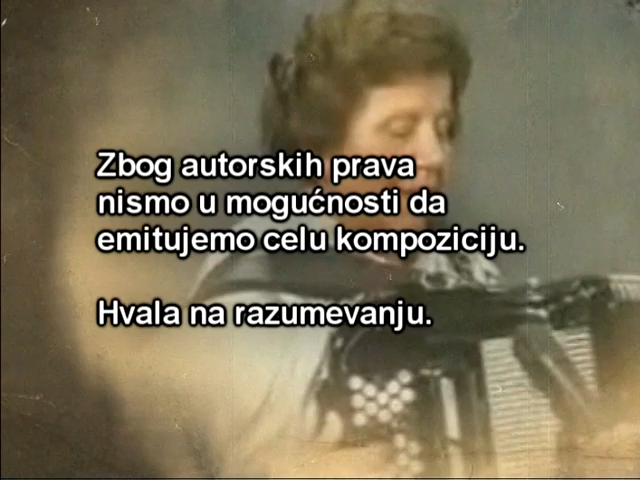 Zbog autorskih prava
nismo u mogućnosti da
emitujemo celu kompoziciju.
Hvala na razumevanju.